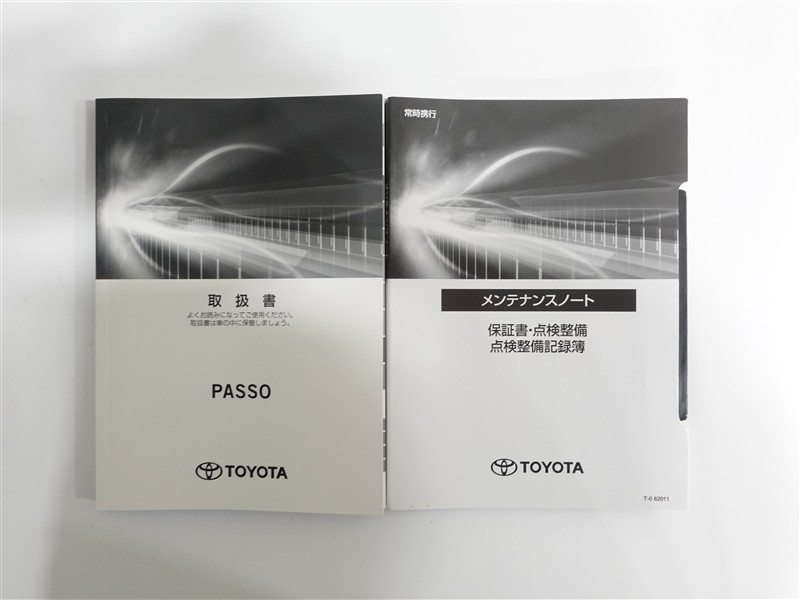 取扱書
よくお読みになってご使用ください。
取扱書は車の中に保管しましょう。
PASSO
TOYOTA
常時携行
メンテナンスノート
保証書・点検整備
点検整備記録簿
TOYOTA
T-0 62011